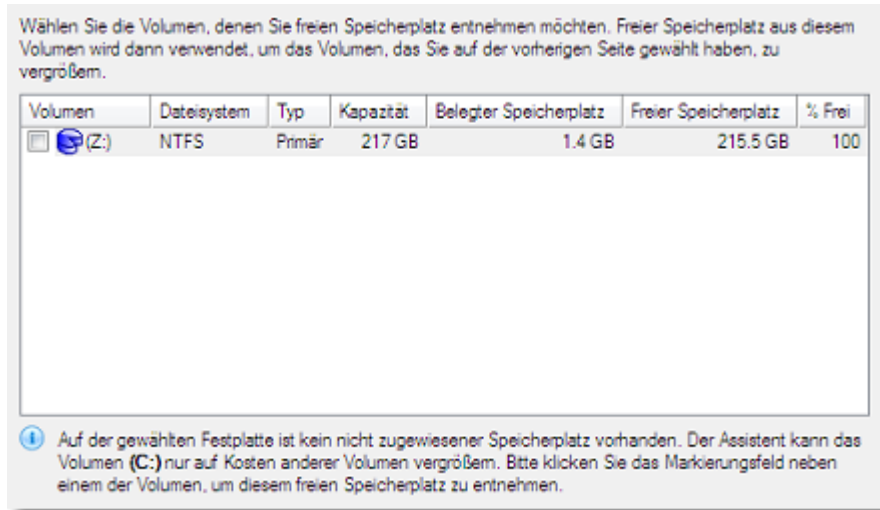 Wählen Sie die Volumen, denen Sie freien Speicherplatz entnehmen möchten. Freier Speicherplatz aus diesem
Volumen wird dann verwendet, um das Volumen, das Sie auf der vorherigen Seite gewählt haben, zu
vergrößern.
Volumen Dateisystem Typ Kapazität Belegter Speicherplatz Freier Speicherplatz % Frei
(Z:) NTFS Primär 217 GB 1.4 GB 215.5 GB 100
Auf der gewählten Festplatte ist kein nicht zugewiesener Speicherplatz vorhanden. Der Assistent kann das
Volumen (C:) nur auf Kosten anderer Volumen vergrößern. Bitte klicken Sie das Markierungsfeld neben
einem der Volumen, um diesem freien Speicherplatz zu entnehmen.